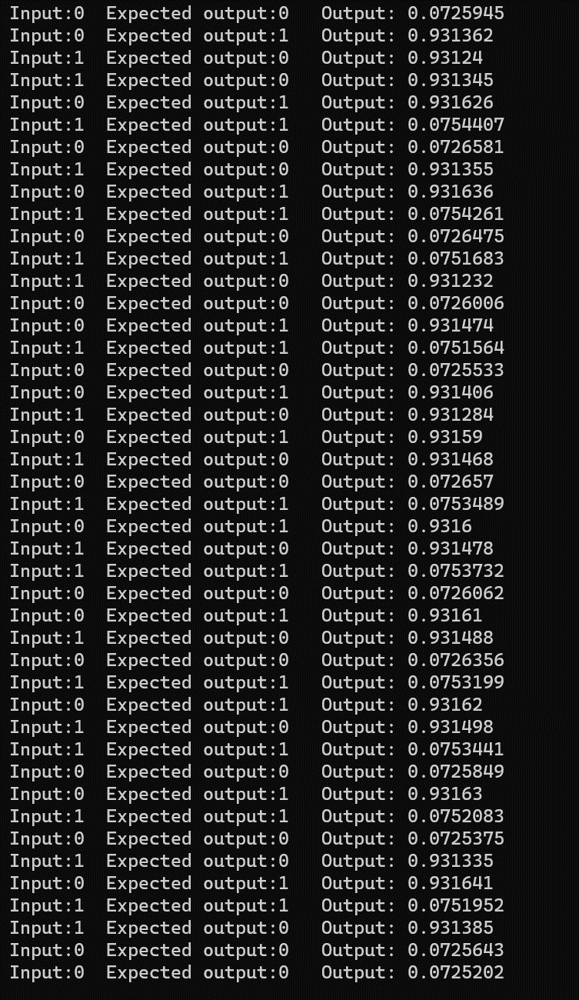 Input:0  Expected output:0   Output: 0.0725945
Input:0  Expected output:1   Output: 0.931362
Input:1  Expected output:0   Output: 0.93124
Input:1  Expected output:0   Output: 0.931345
Input:0  Expected output:1   Output: 0.931626
Input:1  Expected output:1   Output: 0.0754407
Input:0  Expected output:0   Output: 0.0726581
Input:1  Expected output:0   Output: 0.931355
Input:0  Expected output:1   Output: 0.931636
Input:1  Expected output:1   Output: 0.0754261
Input:0  Expected output:0   Output: 0.0726475
Input:1  Expected output:1   Output: 0.0751683
Input:1  Expected output:0   Output: 0.931232
Input:0  Expected output:0   Output: 0.0726006
Input:0  Expected output:1   Output: 0.931474
Input:1  Expected output:1   Output: 0.0751564
Input:0  Expected output:0   Output: 0.0725533
Input:0  Expected output:1   Output: 0.931406
Input:1  Expected output:0   Output: 0.931284
Input:0  Expected output:1   Output: 0.93159
Input:1  Expected output:0   Output: 0.931468
Input:0  Expected output:0   Output: 0.072657
Input:1  Expected output:1   Output: 0.0753489
Input:0  Expected output:1   Output: 0.9316
Input:1  Expected output:0   Output: 0.931478
Input:1  Expected output:1   Output: 0.0753732
Input:0  Expected output:0   Output: 0.0726062
Input:0  Expected output:1   Output: 0.93161
Input:1  Expected output:0   Output: 0.931488
Input:0  Expected output:0   Output: 0.0726356
Input:1  Expected output:1   Output: 0.0753199
Input:0  Expected output:1   Output: 0.93162
Input:1  Expected output:0   Output: 0.931498
Input:1  Expected output:1   Output: 0.0753441
Input:0  Expected output:0   Output: 0.0725849
Input:0  Expected output:1   Output: 0.93163
Input:1  Expected output:1   Output: 0.0752083
Input:0  Expected output:0   Output: 0.0725375
Input:1  Expected output:0   Output: 0.931335
Input:0  Expected output:1   Output: 0.931641
Input:1  Expected output:1   Output: 0.0751952
Input:1  Expected output:0   Output: 0.931385
Input:0  Expected output:0   Output: 0.0725643
Input:0  Expected output:0   Output: 0.0725202